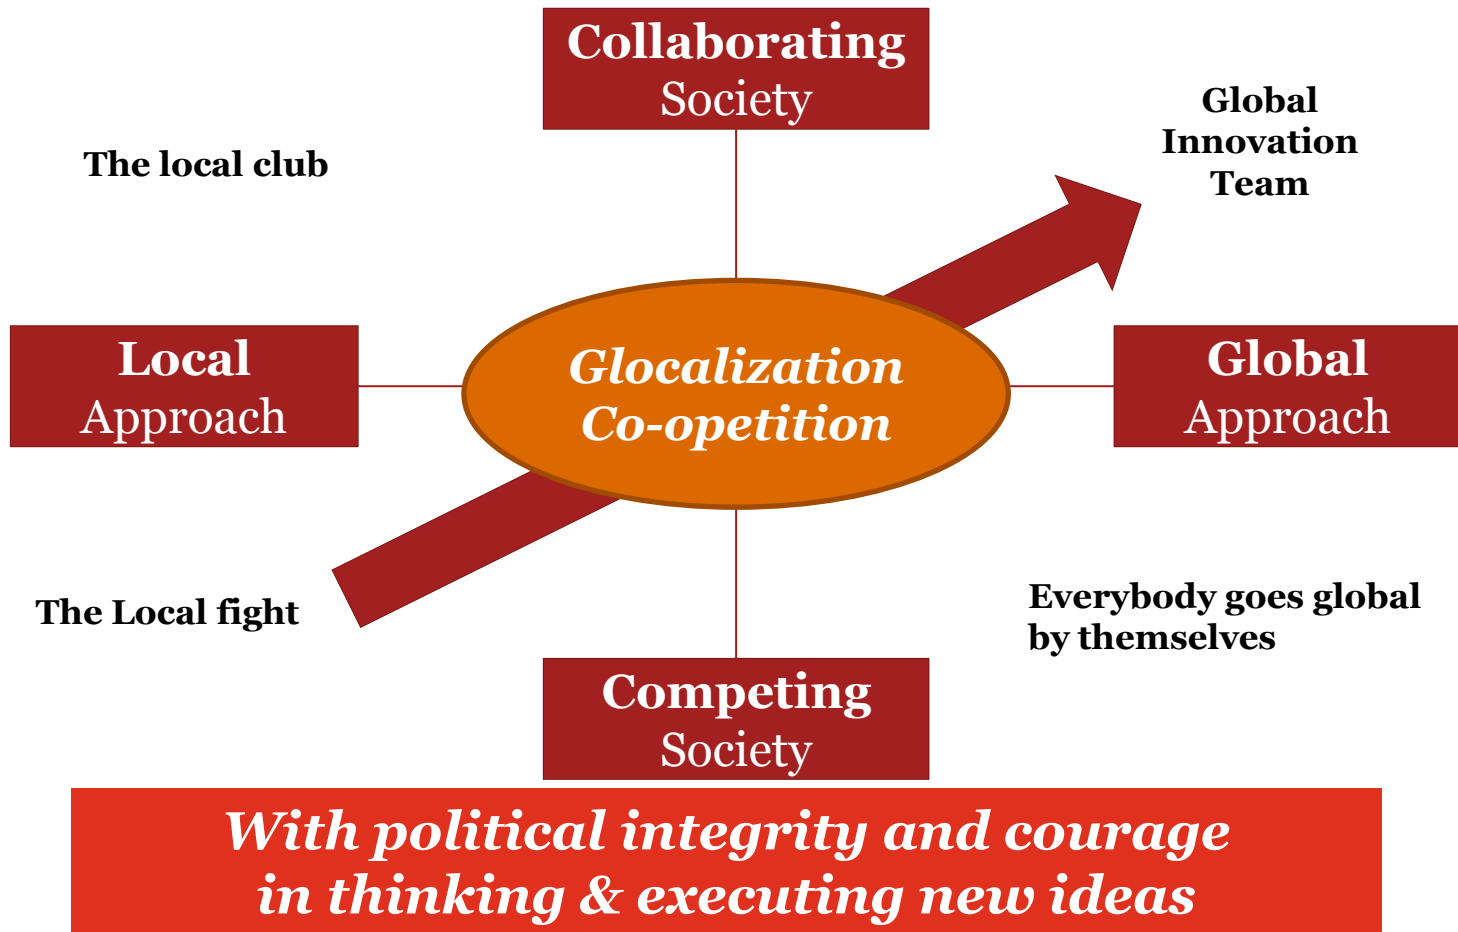 Collaborating
Society
Global
Innovation
Team
The local club
Local
Approach
Glocalization
Co-opetition
Global
Approach
The Local fight
Everybody goes global
by themselves
Competing
Society
With political integrity and courage
in thinking & executing new ideas